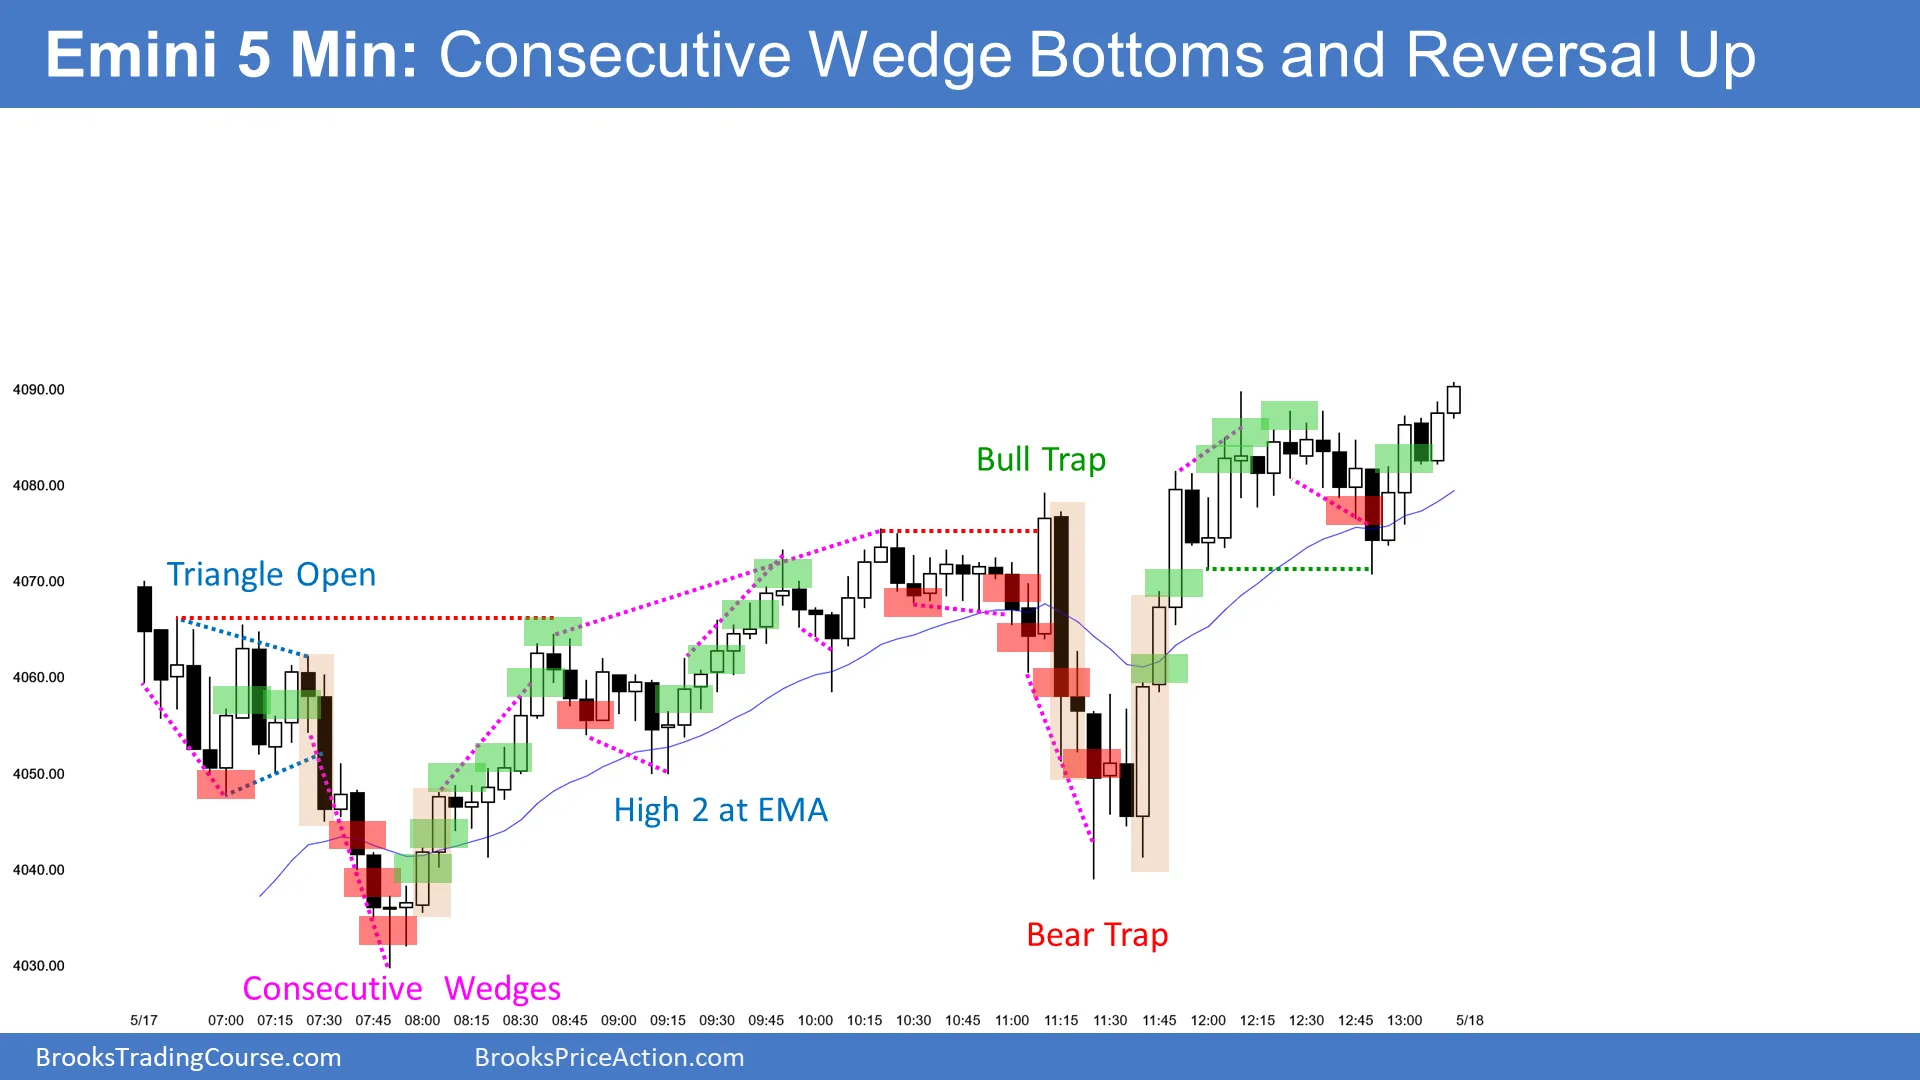 Emini 5 Min: Consecutive Wedge Bottoms and Reversal Up
4090.00
Bull Trap
4080.00
Triangle Open
4070.00
4060.00
4050.00
High 2 at EMA
4040.00
Bear Trap
4030.00
Consecutive Wedges
5/17 07:00 07:15 07:30 07:45 08:00 08:15 08:30 08:45 09:00 09:15 09:30 09:45 10:00 10:15 10:30 10:45 11:00 11:15 11:30 11:45 12:00 12:15 12:30 12:45 13:00 5/18
BrooksTradingCourse.com BrooksPriceAction.com